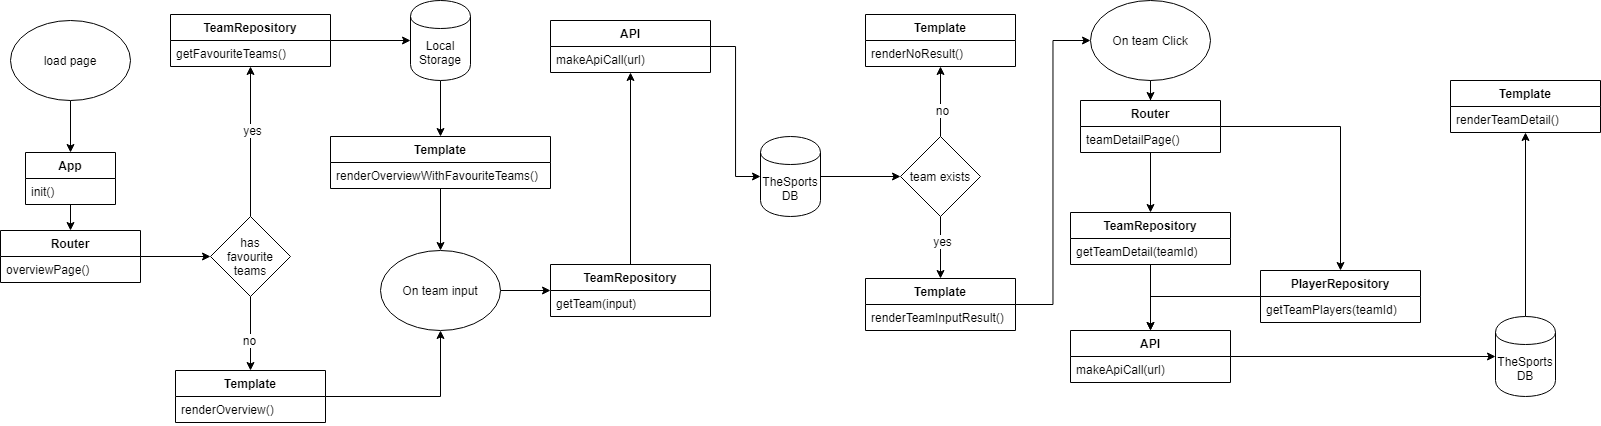 load page
App
init()
Router
overviewPage()
has
favourite
teams
yes
no
TeamRepository
getFavouriteTeams()
Local
Storage
Template
renderOverviewWithFavouriteTeams()
Template
renderOverview()
On team input
TeamRepository
getTeam(input)
API
makeApiCall(url)
TheSports
DB
team exists
no
yes
Template
renderNoResult()
Template
renderTeamInputResult()
On team Click
Router
teamDetailPage()
TeamRepository
getTeamDetail(teamId)
PlayerRepository
getTeamPlayers(teamId)
API
makeApiCall(url)
TheSports
DB
Template
renderTeamDetail()